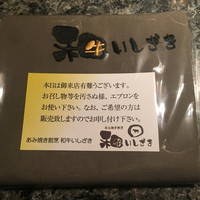 和牛いしざき
本日は御来店有難うございます。
お召し物等を汚さぬ様、エプロンを
お使い下さい。なお、ご希望の方は
販売致しますのでお申し付け下さい。
あみ焼き割烹 和牛いしざき
和牛いしざき